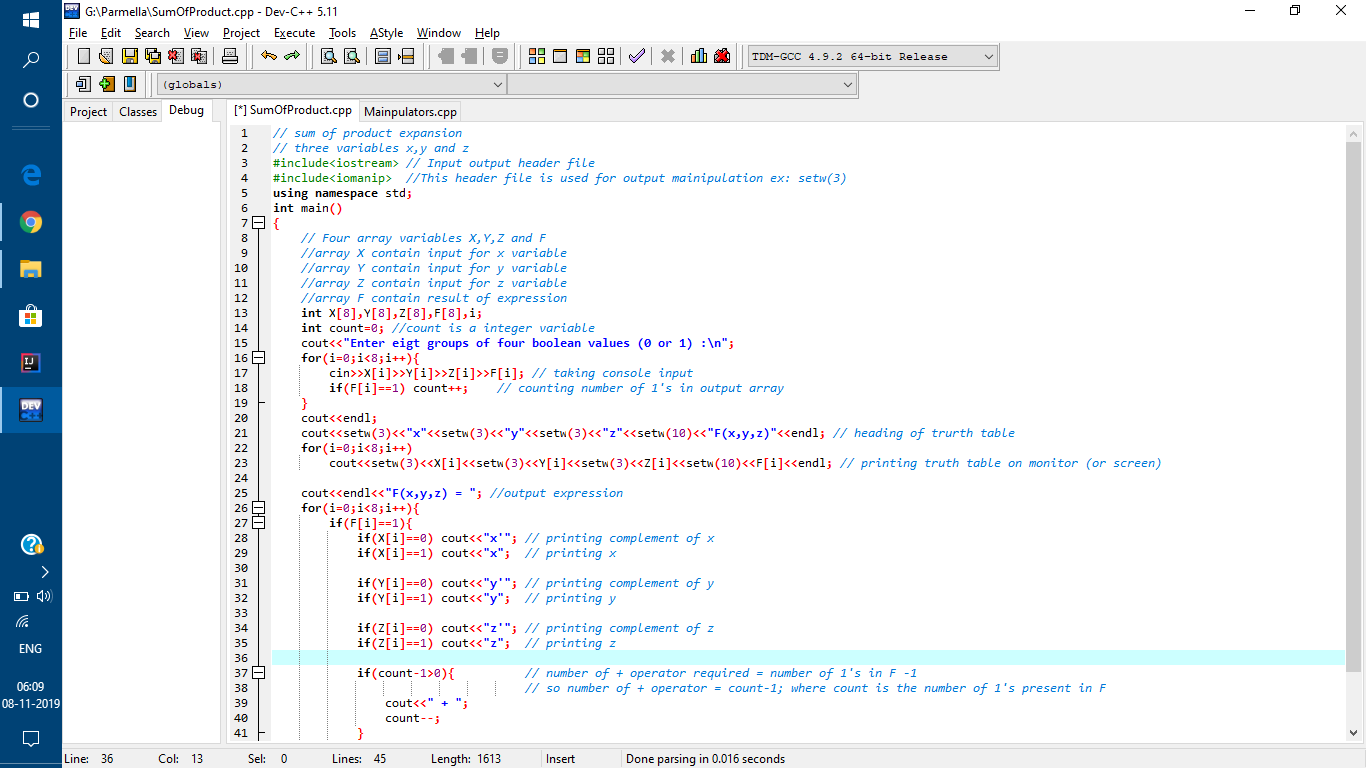 G:\Parmella\SumOfProduct.cpp - Dev-C++ 5.11
File Edit Search View Project Execute Tools AStyle Window Help
TDM-GCC 4.9.2 64-bit Release
(globals)
Project Classes Debug [*] SumOfProduct.cpp Mainpulators.cpp
1 // sum of product expansion
2 // three variables x,y and z
3 #include<iostream> // Input output header file
4 #include<iomanip>  //This header file is used for output mainipulation ex: setw(3)
5 using namespace std;
6 int main()
7 {
8     // Four array variables X,Y,Z and F
9     //array X contain input for x variable
10     //array Y contain input for y variable
11     //array Z contain input for z variable
12     //array F contain result of expression
13     int X[8],Y[8],Z[8],F[8],i;
14     int count=0; //count is a integer variable
15     cout<<"Enter eigt groups of four boolean values (0 or 1) :\n";
16     for(i=0;i<8;i++){
17         cin>>X[i]>>Y[i]>>Z[i]>>F[i]; // taking console input
18         if(F[i]==1) count++;    // counting number of 1's in output array
19     }
20     cout<<endl;
21     cout<<setw(3)<<"x"<<setw(3)<<"y"<<setw(3)<<"z"<<setw(10)<<"F(x,y,z)"<<endl; // heading of trurth table
22     for(i=0;i<8;i++)
23         cout<<setw(3)<<X[i]<<setw(3)<<Y[i]<<setw(3)<<Z[i]<<setw(10)<<F[i]<<endl; // printing truth table on monitor (or screen)
24
25     cout<<endl<<"F(x,y,z) = "; //output expression
26     for(i=0;i<8;i++){
27         if(F[i]==1){
28             if(X[i]==0) cout<<"x'"; // printing complement of x
29             if(X[i]==1) cout<<"x";  // printing x
30
31             if(Y[i]==0) cout<<"y'"; // printing complement of y
32             if(Y[i]==1) cout<<"y";  // printing y
33
34             if(Z[i]==0) cout<<"z'"; // printing complement of z
35             if(Z[i]==1) cout<<"z";  // printing z
36
37             if(count-1>0){          // number of + operator required = number of 1's in F -1
38                                     // so number of + operator = count-1; where count is the number of 1's present in F
39                 cout<<" + ";
40                 count--;
41             }
Line: 36 Col: 13 Sel: 0 Lines: 45 Length: 1613 Insert Done parsing in 0.016 seconds
IJ
DEV
ENG
06:09
08-11-2019